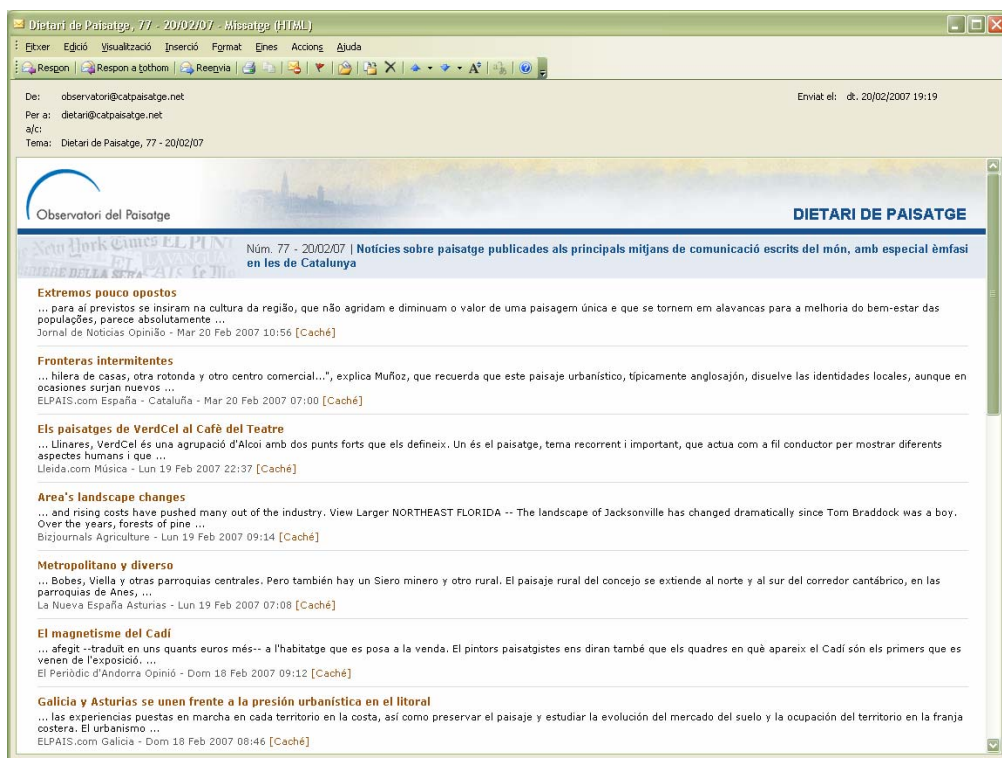 Dietari de Paisatge, 77 - 20/02/07 - Missatge (HTML)
Fitxer Edició Visualització Inserció Format Eines Accions Ajuda
Respon Respon a tothom Reenvia
De: observatori@catpaisatge.net Enviat el: dt. 20/02/2007 19:19
Per a: dietari@catpaisatge.net
a/c:
Tema: Dietari de Paisatge, 77 - 20/02/07
Observatori del Paisatge
DIETARI DE PAISATGE
Núm. 77 - 20/02/07 | Notícies sobre paisatge publicades als principals mitjans de comunicació escrits del món, amb especial èmfasi
en les de Catalunya
Extremos pouco opostos
... para aí previstos se insiram na cultura da região, que não agridam e diminuam o valor de uma paisagem única e que se tornem em alavancas para a melhoria do bem-estar das
populações, parece absolutamente ...
Jornal de Noticias Opinião - Mar 20 Feb 2007 10:56 [Caché]
Fronteras intermitentes
... hilera de casas, otra rotonda y otro centro comercial...", explica Muñoz, que recuerda que este paisaje urbanístico, típicamente anglosajón, disuelve las identidades locales, aunque en
ocasiones surjan nuevos ...
ELPAIS.com España - Cataluña - Mar 20 Feb 2007 07:00 [Caché]
Els paisatges de VerdCel al Cafè del Teatre
... Llinares, VerdCel és una agrupació d'Alcoi amb dos punts forts que els defineix. Un és el paisatge, tema recorrent i important, que actua com a fil conductor per mostrar diferents
aspectes humans i que ...
Lleida.com Música - Lun 19 Feb 2007 22:37 [Caché]
Area's landscape changes
... and rising costs have pushed many out of the industry. View Larger NORTHEAST FLORIDA -- The landscape of Jacksonville has changed dramatically since Tom Braddock was a boy.
Over the years, forests of pine ...
Bizjournals Agriculture - Lun 19 Feb 2007 09:14 [Caché]
Metropolitano y diverso
... Bobes, Viella y otras parroquias centrales. Pero también hay un Siero minero y otro rural. El paisaje rural del concejo se extiende al norte y al sur del corredor cantábrico, en las
parroquias de Anes, ...
La Nueva España Asturias - Lun 19 Feb 2007 07:08 [Caché]
El magnetisme del Cadí
... afegit --traduït en uns quants euros més-- a l'habitatge que es posa a la venda. El pintors paisatgistes ens diran també que els quadres en què apareix el Cadí són els primers que es
venen de l'exposició. ...
El Periòdic d'Andorra Opinió - Dom 18 Feb 2007 09:12 [Caché]
Galicia y Asturias se unen frente a la presión urbanística en el litoral
... las experiencias puestas en marcha en cada territorio en la costa, así como preservar el paisaje y estudiar la evolución del mercado del suelo y la ocupación del territorio en la franja
costera. El urbanismo ...
ELPAIS.com Galicia - Dom 18 Feb 2007 08:46 [Caché]